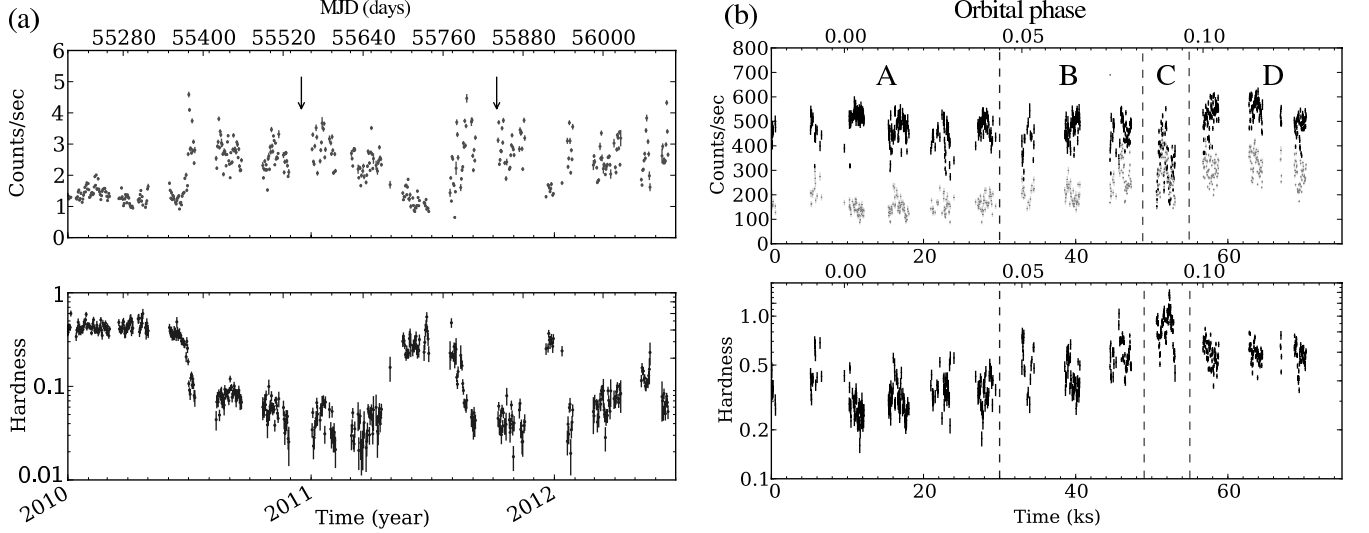 (a)
MJD (days)
55280 55400 55520 55640 55760 55880 56000
6
5
4
3
2
1
0
Counts/sec
1
0.1
0.01
Hardness
2010 2011 2012
Time (year)
(b)
Orbital phase
0.00 0.05 0.10
800
700
600
500
400
300
200
100
0
Counts/sec
A B C D
0 20 40 60
0.00 0.05 0.10
1.0
0.5
0.2
0.1
Hardness
0 20 40 60
Time (ks)